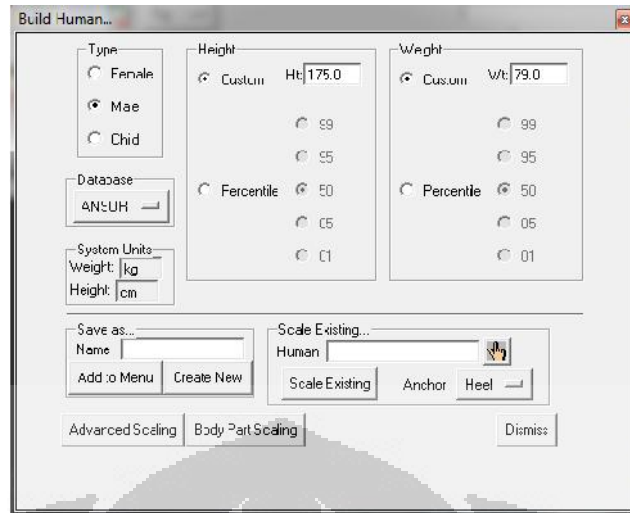 Build Human...
Type
Female
Male
Child
Height
Custom Ht: 175.0
99
95
Percentile 50
05
01
Weight
Custom Wt: 79.0
99
95
Percentile 50
05
01
Database
ANSUR
System Units
Weight: kg
Height: cm
Save as...
Name
Add to Menu Create New
Scale Existing...
Human
Scale Existing Anchor Heel
Advanced Scaling Body Part Scaling Dismiss